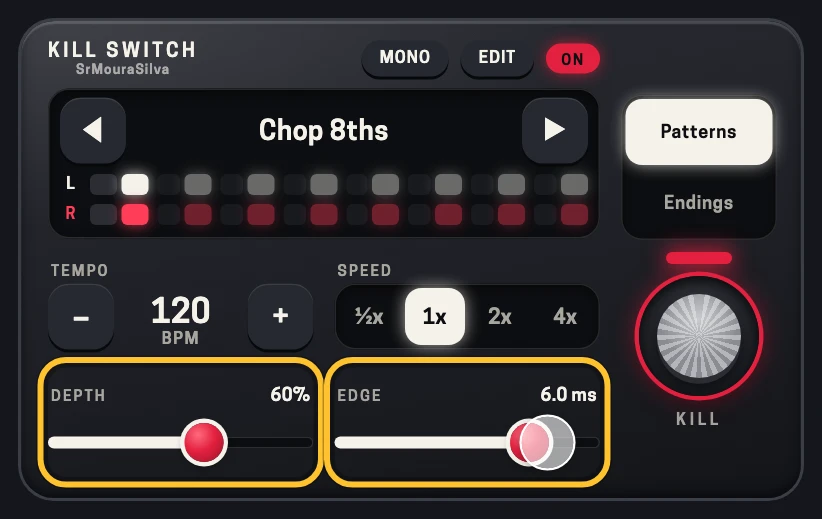 KILL SWITCH
SrMouraSilva
MONO
EDIT
ON
Chop 8ths
L
R
Patterns
Endings
TEMPO
– 120 +
BPM
SPEED
½x 1x 2x 4x
DEPTH 60%
EDGE 6.0 ms
KILL